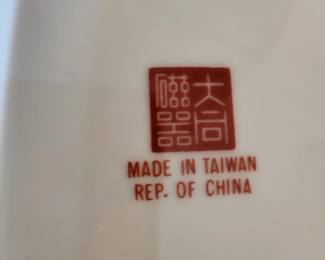 大同
磁器
MADE IN TAIWAN
REP. OF CHINA